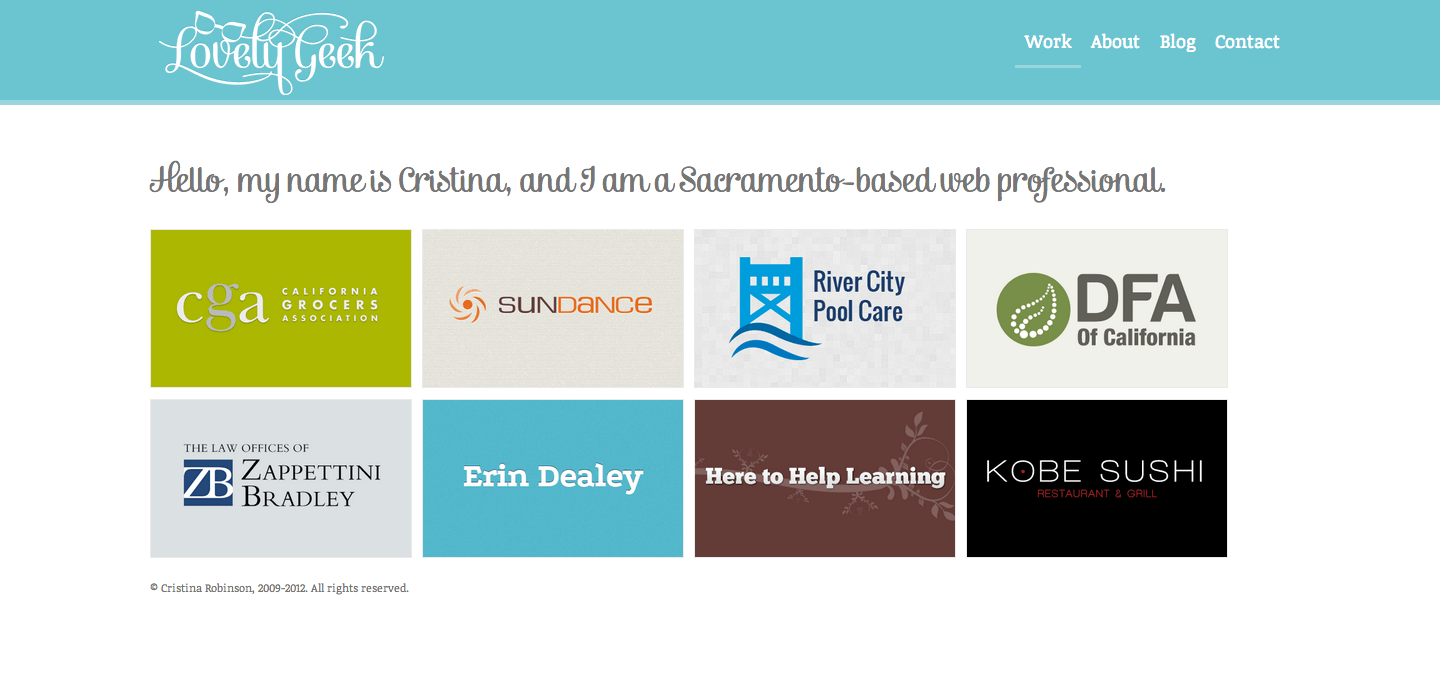 Lovely Geek
Work About Blog Contact
Hello, my name is Cristina, and I am a Sacramento-based web professional.
cga
CALIFORNIA
GROCERS
ASSOCIATION
SUNDANCE
River City
Pool Care
DFA
Of California
THE LAW OFFICES OF
ZB
ZAPPETTINI
BRADLEY
Erin Dealey
Here to Help Learning
KOBE SUSHI
RESTAURANT & GRILL
© Cristina Robinson, 2009-2012. All rights reserved.